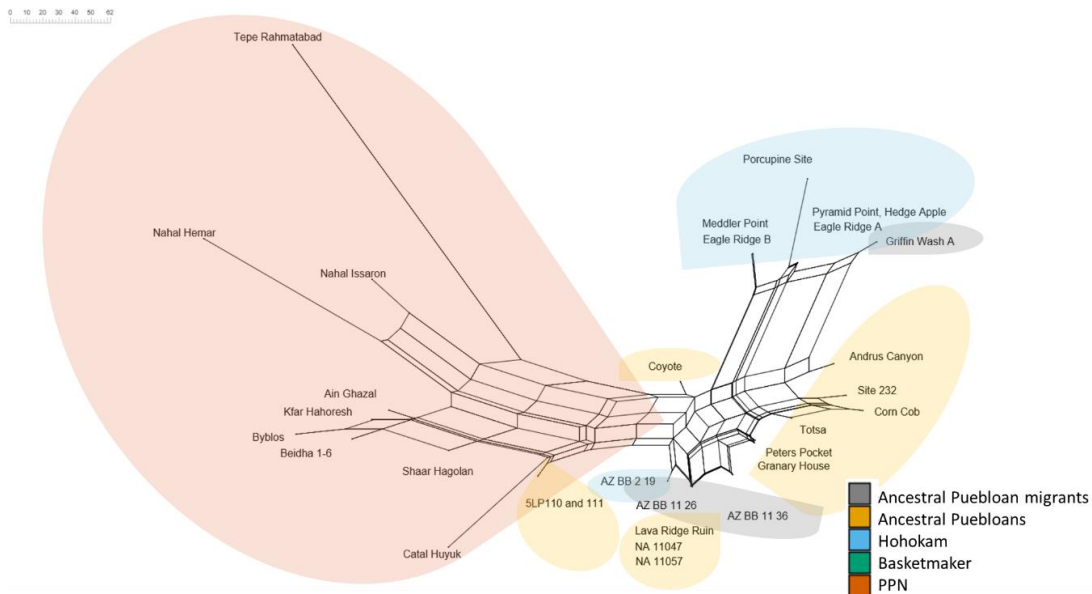 0 10 20 30 40 50 62
Tepe Rahmatabad
Porcupine Site
Pyramid Point, Hedge Apple
Eagle Ridge A
Meddler Point
Eagle Ridge B
Griffin Wash A
Nahal Hemar
Nahal Issaron
Coyote
Andrus Canyon
Site 232
Corn Cob
Totsa
Ain Ghazal
Kfar Hahoresh
Byblos
Beidha 1-6
Shaar Hagolan
Peters Pocket
Granary House
AZ BB 2 19
5LP110 and 111
AZ BB 11 26
AZ BB 11 36
Lava Ridge Ruin
NA 11047
NA 11057
Catal Huyuk
Ancestral Puebloan migrants
Ancestral Puebloans
Hohokam
Basketmaker
PPN